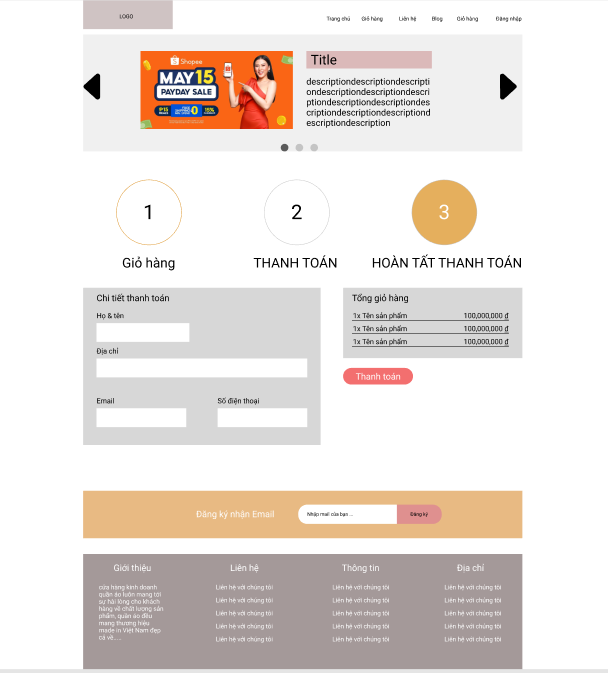 LOGO
Trang chủ Giỏ hàng Liên hệ Blog Giỏ hàng Đăng nhập
Shopee
MAY 15
PAYDAY SALE
Title
descriptiondescriptiondescripti
ondescriptiondescriptiondescri
ptiondescriptiondescriptiondes
criptiondescriptiondescriptiond
escriptiondescription
1
2
3
Giỏ hàng
THANH TOÁN
HOÀN TẤT THANH TOÁN
Chi tiết thanh toán
Họ & tên
Địa chỉ
Email
Số điện thoại
Tổng giỏ hàng
1x Tên sản phẩm 100,000,000 ₫
1x Tên sản phẩm 100,000,000 ₫
1x Tên sản phẩm 100,000,000 ₫
Thanh toán
Đăng ký nhận Email
Nhập mail của bạn ...
Đăng ký
Giới thiệu
cửa hàng kinh doanh
quần áo luôn mang tới
sự hài lòng cho khách
hàng về chất lượng sản
phẩm, quần áo đều
mang thương hiệu
made in Việt Nam đẹp
cả về.....
Liên hệ
Liên hệ với chúng tôi
Liên hệ với chúng tôi
Liên hệ với chúng tôi
Liên hệ với chúng tôi
Liên hệ với chúng tôi
Thông tin
Liên hệ với chúng tôi
Liên hệ với chúng tôi
Liên hệ với chúng tôi
Liên hệ với chúng tôi
Liên hệ với chúng tôi
Địa chỉ
Liên hệ với chúng tôi
Liên hệ với chúng tôi
Liên hệ với chúng tôi
Liên hệ với chúng tôi
Liên hệ với chúng tôi